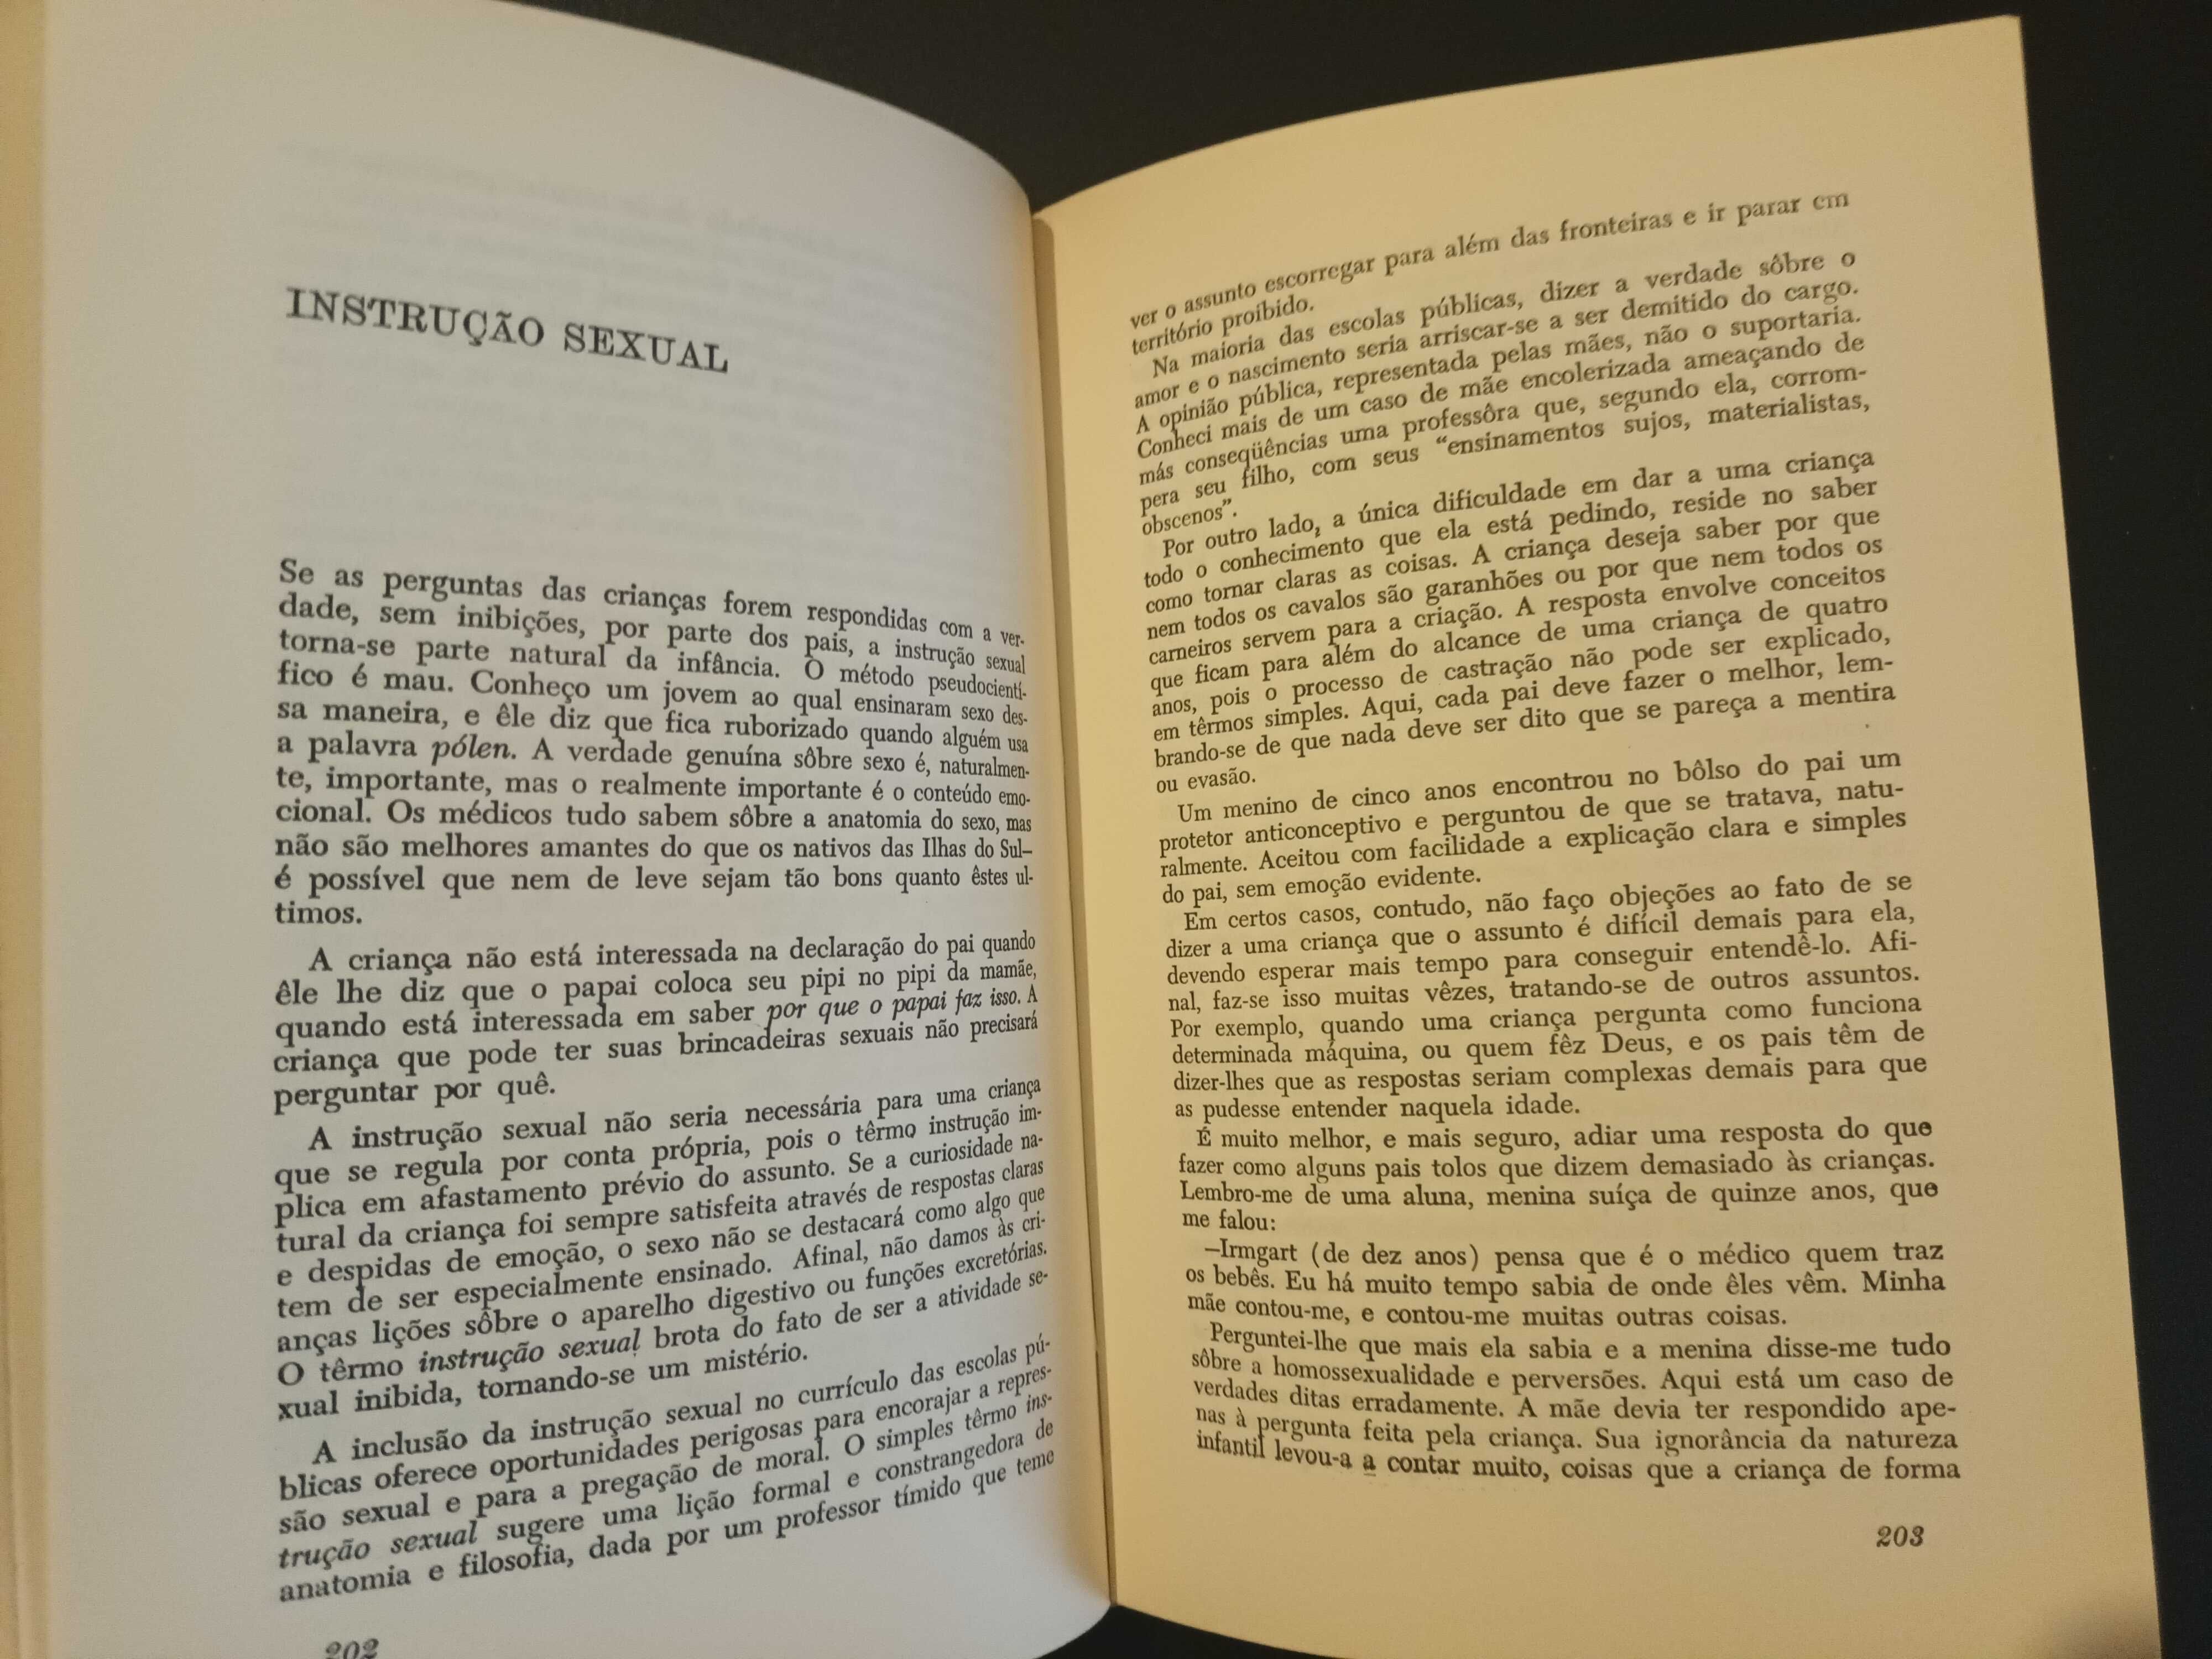 INSTRUÇÃO SEXUAL
Se as perguntas das crianças forem respondidas com a ver-
dade, sem inibições, por parte dos pais, a instrução sexual
torna-se parte natural da infância. O método pseudocientí-
fico é mau. Conheço um jovem ao qual ensinaram sexo des-
sa maneira, e êle diz que fica ruborizado quando alguém usa
a palavra pólen. A verdade genuína sôbre sexo é, naturalmen-
te, importante, mas o realmente importante é o conteúdo emo-
cional. Os médicos tudo sabem sôbre a anatomia do sexo, mas
não são melhores amantes do que os nativos das Ilhas do Sul—
é possível que nem de leve sejam tão bons quanto êstes ul-
timos.
A criança não está interessada na declaração do pai quando
êle lhe diz que o papai coloca seu pipi no pipi da mamãe,
quando está interessada em saber por que o papai faz isso. A
criança que pode ter suas brincadeiras sexuais não precisará
perguntar por quê.
A instrução sexual não seria necessária para uma criança
que se regula por conta própria, pois o têrmo instrução im-
plica em afastamento prévio do assunto. Se a curiosidade na-
tural da criança foi sempre satisfeita através de respostas claras
e despidas de emoção, o sexo não se destacará como algo que
tem de ser especialmente ensinado. Afinal, não damos às cri-
anças lições sôbre o aparelho digestivo ou funções excretórias.
O têrmo instrução sexual brota do fato de ser a atividade se-
xual inibida, tornando-se um mistério.
A inclusão da instrução sexual no currículo das escolas pú-
blicas oferece oportunidades perigosas para encorajar a repres-
são sexual e para a pregação de moral. O simples têrmo ins-
trução sexual sugere uma lição formal e constrangedora de
anatomia e filosofia, dada por um professor tímido que teme
202
ver o assunto escorregar para além das fronteiras e ir parar em
território proibido.
Na maioria das escolas públicas, dizer a verdade sôbre o
amor e o nascimento seria arriscar-se a ser demitido do cargo.
A opinião pública, representada pelas mães, não o suportaria.
Conheci mais de um caso de mãe encolerizada ameaçando de
más conseqüências uma professôra que, segundo ela, corrom-
pera seu filho, com seus “ensinamentos sujos, materialistas,
obscenos”.
Por outro lado, a única dificuldade em dar a uma criança
todo o conhecimento que ela está pedindo, reside no saber
como tornar claras as coisas. A criança deseja saber por que
nem todos os cavalos são garanhões ou por que nem todos os
carneiros servem para a criação. A resposta envolve conceitos
que ficam para além do alcance de uma criança de quatro
anos, pois o processo de castração não pode ser explicado,
em têrmos simples. Aqui, cada pai deve fazer o melhor, lem-
brando-se de que nada deve ser dito que se pareça a mentira
ou evasão.
Um menino de cinco anos encontrou no bôlso do pai um
protetor anticonceptivo e perguntou de que se tratava, natu-
ralmente. Aceitou com facilidade a explicação clara e simples
do pai, sem emoção evidente.
Em certos casos, contudo, não faço objeções ao fato de se
dizer a uma criança que o assunto é difícil demais para ela,
devendo esperar mais tempo para conseguir entendê-lo. Afi-
nal, faz-se isso muitas vêzes, tratando-se de outros assuntos.
Por exemplo, quando uma criança pergunta como funciona
determinada máquina, ou quem fêz Deus, e os pais têm de
dizer-lhes que as respostas seriam complexas demais para que
as pudesse entender naquela idade.
É muito melhor, e mais seguro, adiar uma resposta do que
fazer como alguns pais tolos que dizem demasiado às crianças.
Lembro-me de uma aluna, menina suíça de quinze anos, que
me falou:
—Irmgart (de dez anos) pensa que é o médico quem traz
os bebês. Eu há muito tempo sabia de onde êles vêm. Minha
mãe contou-me, e contou-me muitas outras coisas.
Perguntei-lhe que mais ela sabia e a menina disse-me tudo
sôbre a homossexualidade e perversões. Aqui está um caso de
verdades ditas erradamente. A mãe devia ter respondido ape-
nas à pergunta feita pela criança. Sua ignorância da natureza
infantil levou-a a contar muito, coisas que a criança de forma
203